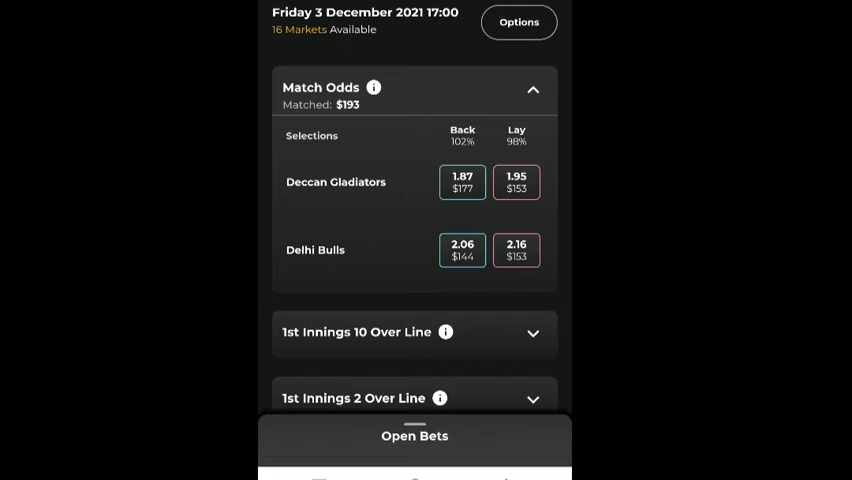 Friday 3 December 2021 17:00
16 Markets Available
Options
Match Odds i
Matched: $193
Selections
Back
102%
Lay
98%
Deccan Gladiators
1.87
$177
1.95
$153
Delhi Bulls
2.06
$144
2.16
$153
1st Innings 10 Over Line i
1st Innings 2 Over Line i
Open Bets